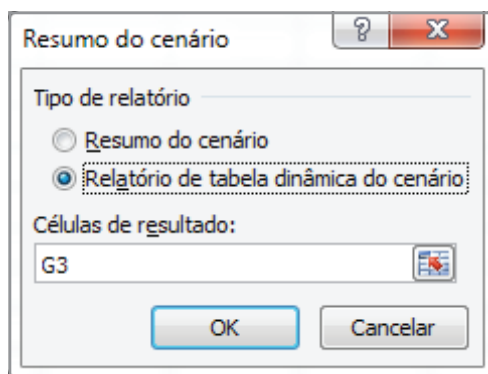 Resumo do cenário
Tipo de relatório
Resumo do cenário
Relatório de tabela dinâmica do cenário
Células de resultado:
G3
OK
Cancelar